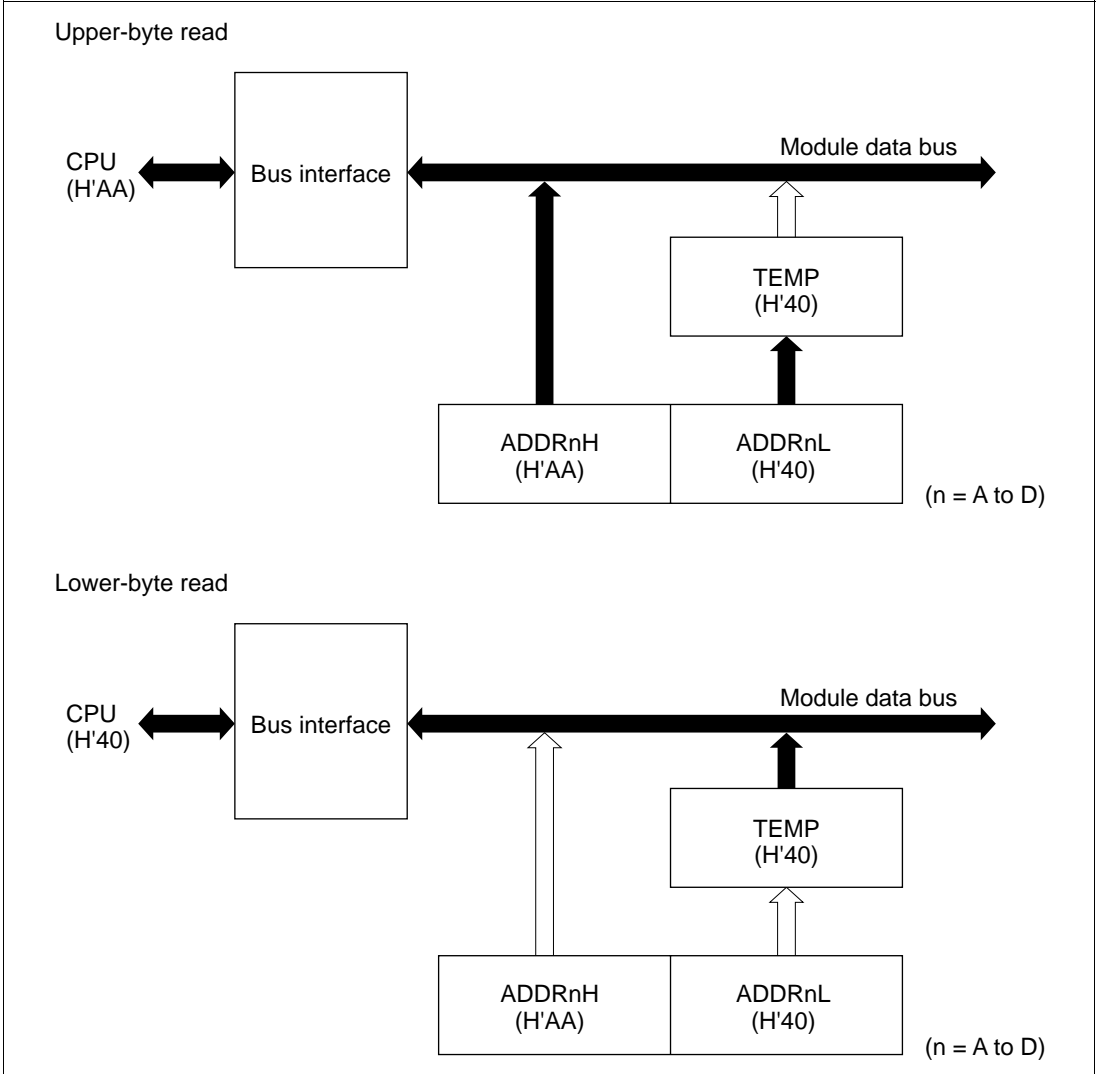 Upper-byte read
Module data bus
CPU
(H'AA)
Bus interface
TEMP
(H'40)
ADDRnH
(H'AA)
ADDRnL
(H'40)
(n = A to D)
Lower-byte read
Module data bus
CPU
(H'40)
Bus interface
TEMP
(H'40)
ADDRnH
(H'AA)
ADDRnL
(H'40)
(n = A to D)